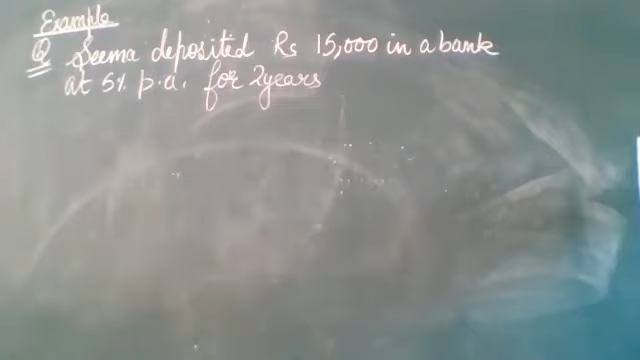 Example
Q Seema deposited Rs 15,000 in a bank
at 5% p.a. for 2years